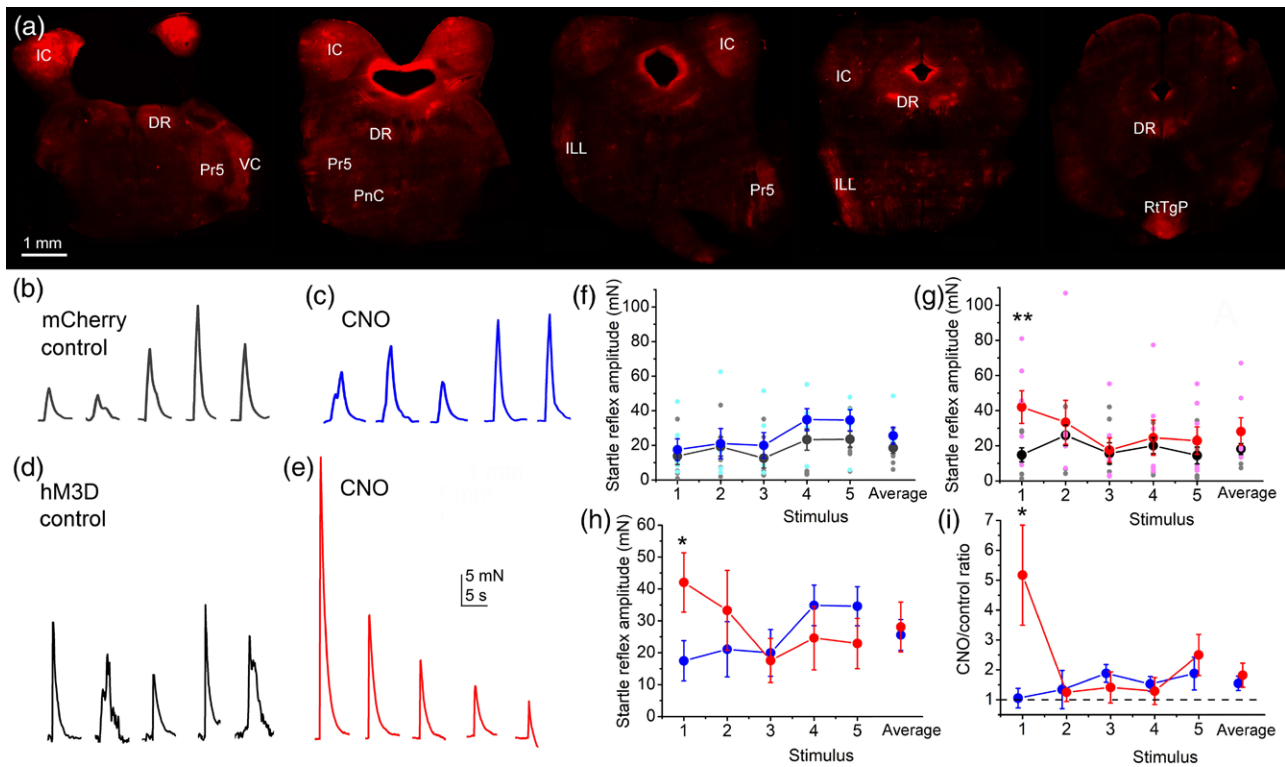 (a)
IC
DR
Pr5
VC
1 mm
IC
DR
Pr5
PnC
ILL
IC
Pr5
IC
DR
ILL
DR
RtTgP
(b)
mCherry
control
(c)
CNO
(d)
hM3D
control
(e)
CNO
5 mN
5 s
(f)
Startle reflex amplitude (mN)
100
80
60
40
20
0
1 2 3 4 5 Average
Stimulus
(g)
Startle reflex amplitude (mN)
100
80
60
40
20
0
**
1 2 3 4 5 Average
Stimulus
(h)
Startle reflex amplitude (mN)
60
50
40
30
20
10
0
*
1 2 3 4 5 Average
Stimulus
(i)
CNO/control ratio
7
6
5
4
3
2
1
*
1 2 3 4 5 Average
Stimulus